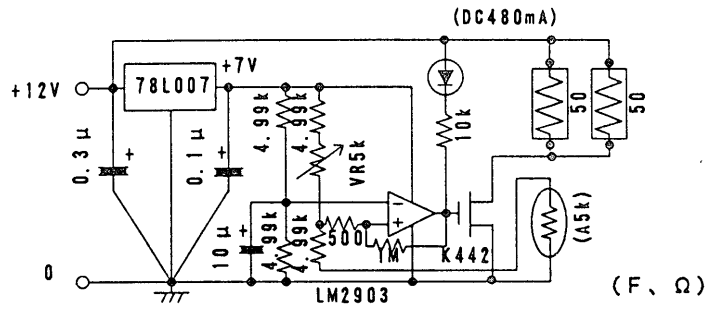 (DC480mA)
+12V
78L007
+7V
4.99k
4.99k
10k
50
50
0.3μ
+
0.1μ
+
VR5k
−
+
500
1M
K442
(A5k)
10μ
+
4.99k
4.99k
0
LM2903
(F、Ω)